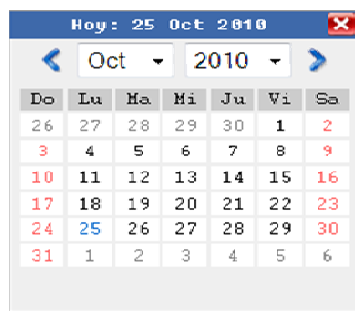 Hoy: 25 Oct 2010
Oct 2010
Do Lu Ma Mi Ju Vi Sa
26 27 28 29 30 1 2
3 4 5 6 7 8 9
10 11 12 13 14 15 16
17 18 19 20 21 22 23
24 25 26 27 28 29 30
31 1 2 3 4 5 6